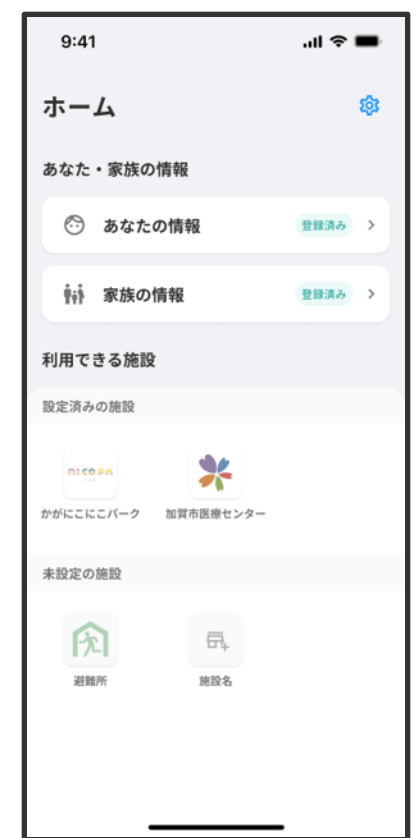 9:41
ホーム
あなた・家族の情報
あなたの情報
登録済み
家族の情報
登録済み
利用できる施設
設定済みの施設
nicopa
かがにこにこパーク
加賀市医療センター
未設定の施設
避難所
施設名